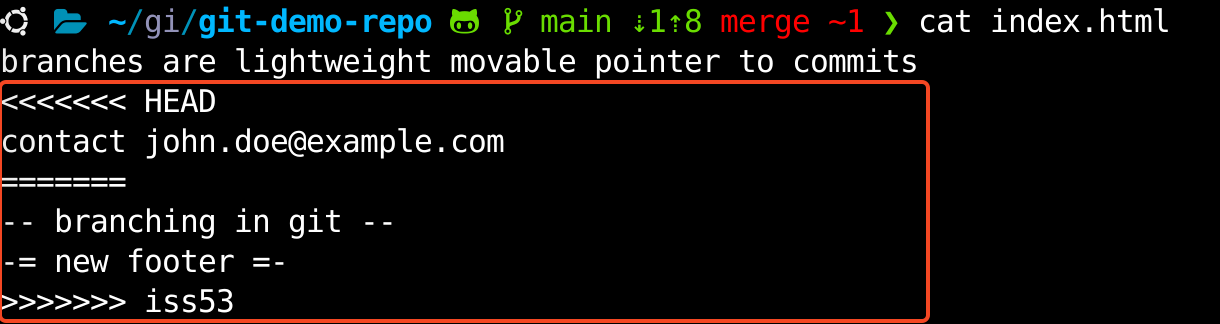 ~/gi/git-demo-repo main ⇣1⇡8 merge ~1 ❯ cat index.html
branches are lightweight movable pointer to commits
<<<<<<< HEAD
contact john.doe@example.com
=======
-- branching in git --
-= new footer =-
>>>>>>> iss53